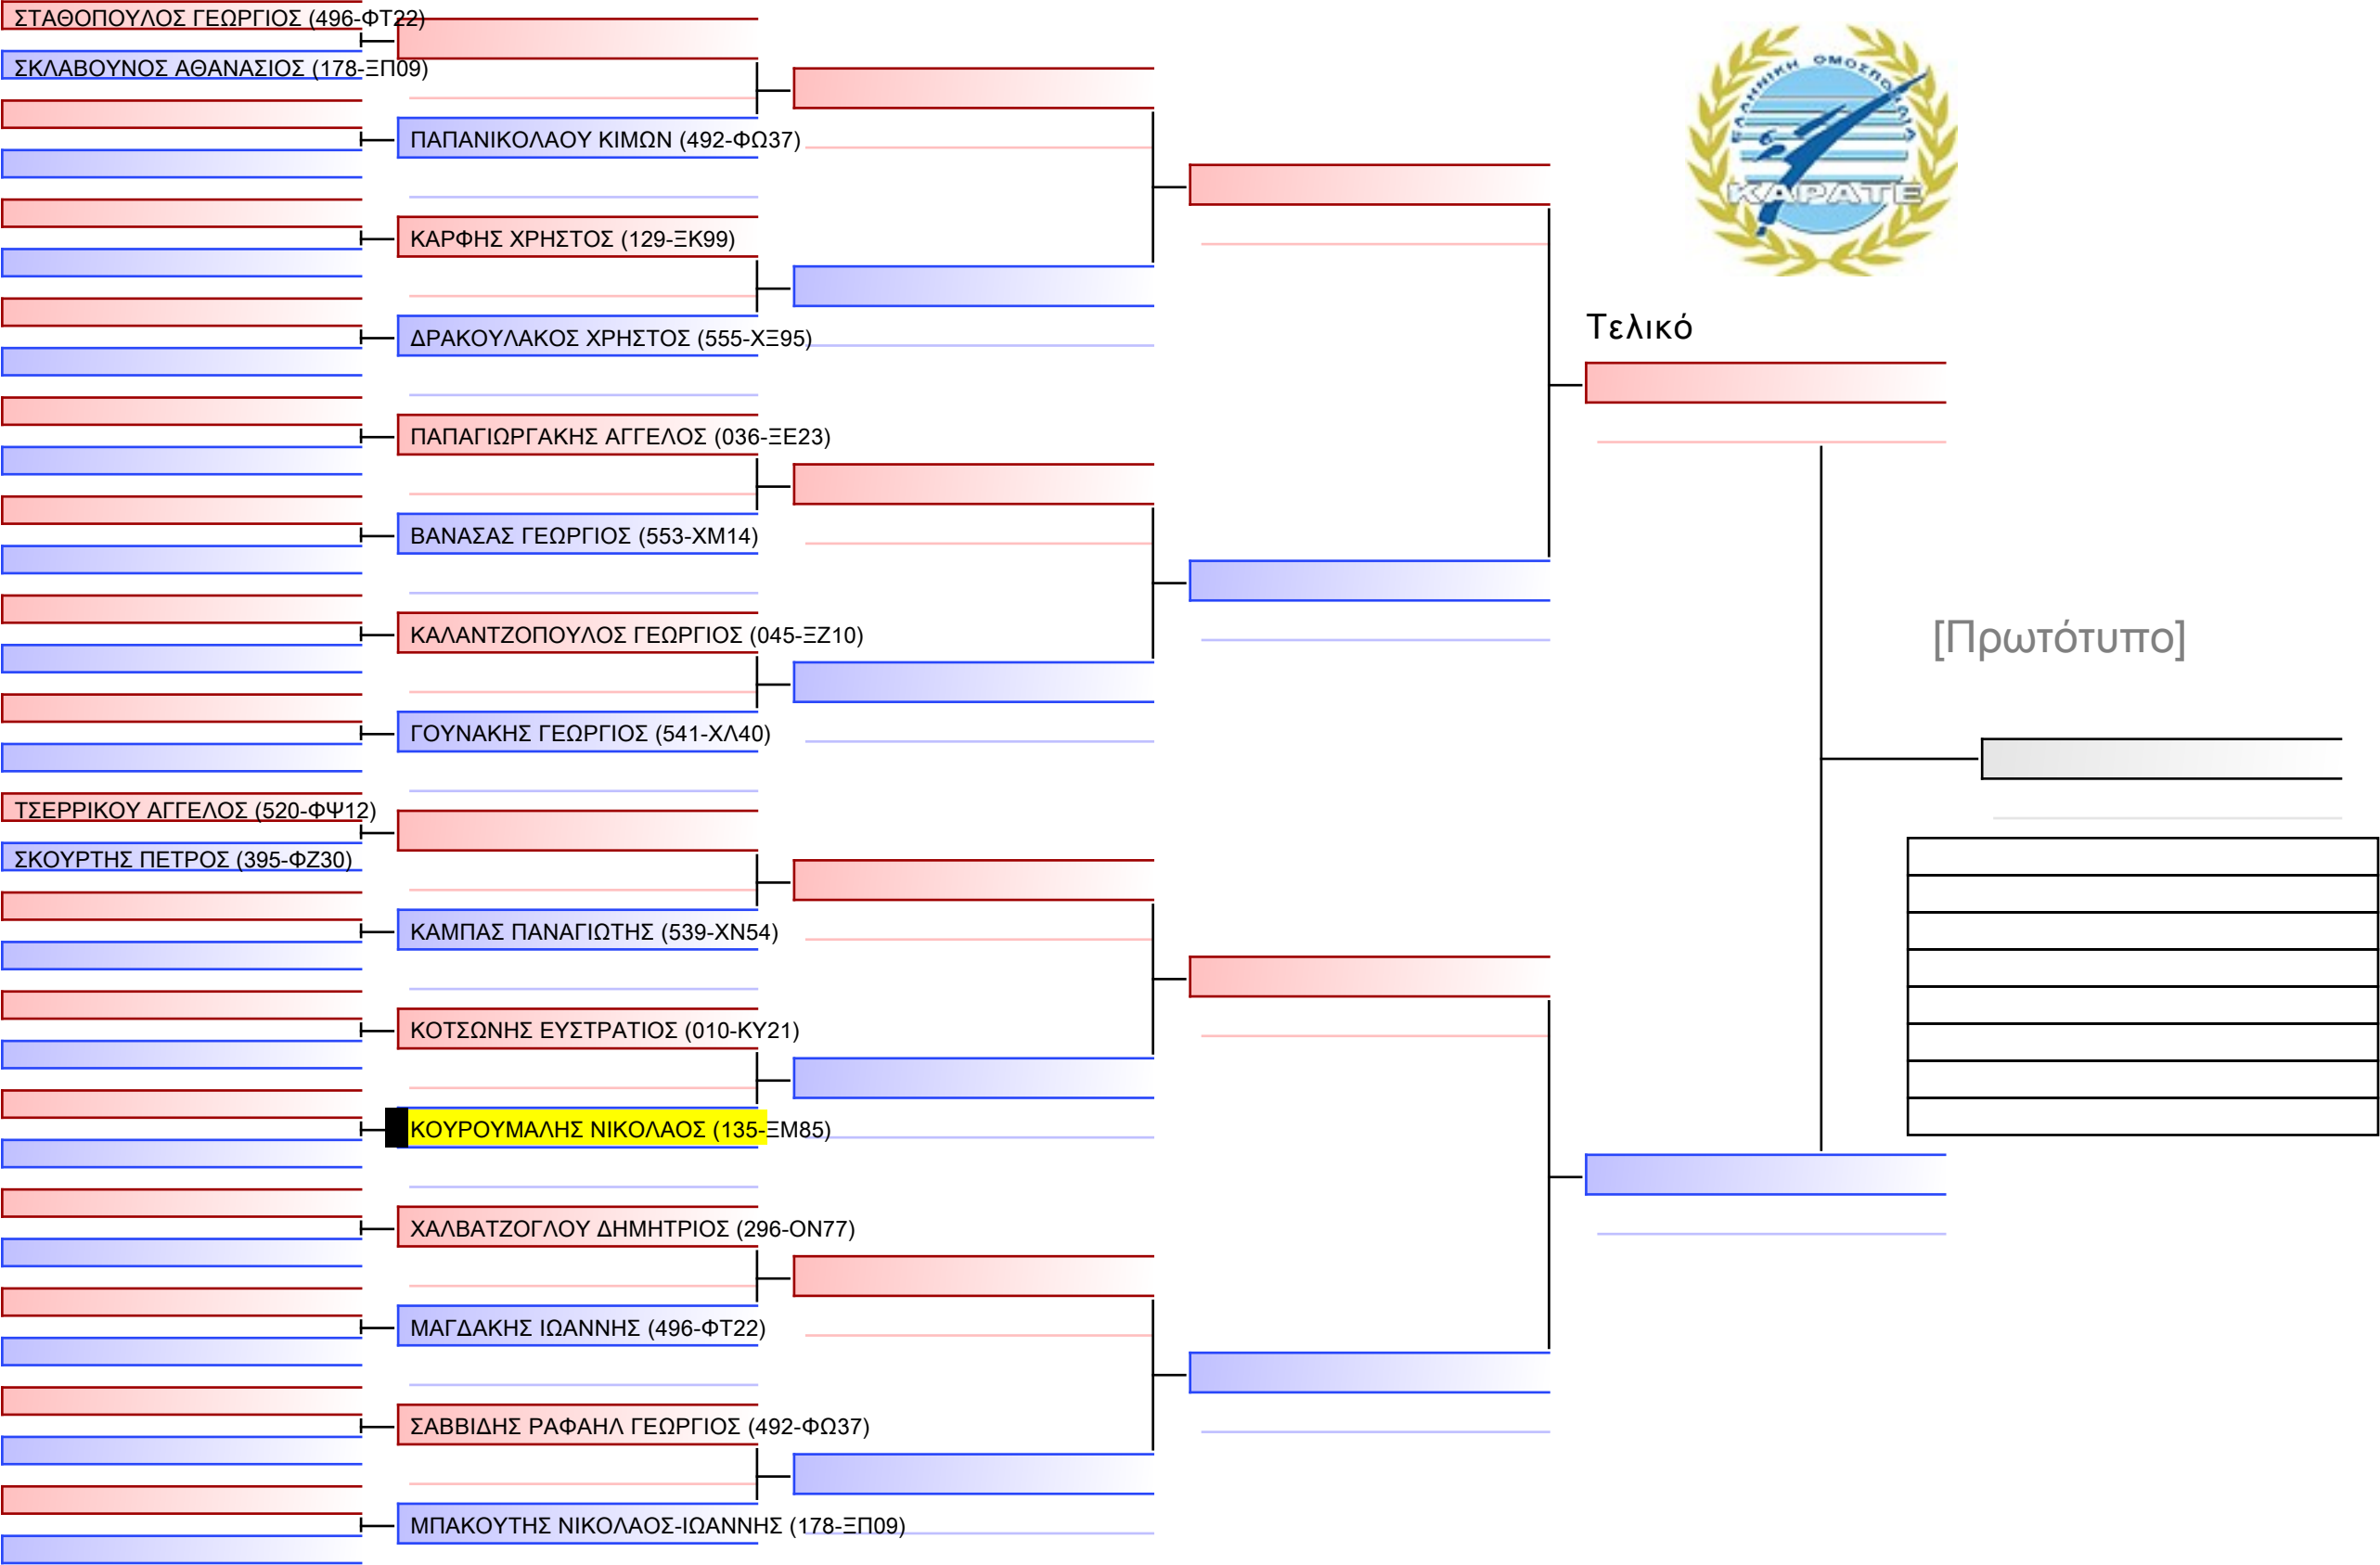 ΣΤΑΘΟΠΟΥΛΟΣ ΓΕΩΡΓΙΟΣ (496-ΦΤ22)
ΣΚΛΑΒΟΥΝΟΣ ΑΘΑΝΑΣΙΟΣ (178-ΞΠ09)
ΠΑΠΑΝΙΚΟΛΑΟΥ ΚΙΜΩΝ (492-ΦΩ37)
ΚΑΡΦΗΣ ΧΡΗΣΤΟΣ (129-ΞΚ99)
ΔΡΑΚΟΥΛΑΚΟΣ ΧΡΗΣΤΟΣ (555-ΧΞ95)
ΠΑΠΑΓΙΩΡΓΑΚΗΣ ΑΓΓΕΛΟΣ (036-ΞΕ23)
ΒΑΝΑΣΑΣ ΓΕΩΡΓΙΟΣ (553-ΧΜ14)
ΚΑΛΑΝΤΖΟΠΟΥΛΟΣ ΓΕΩΡΓΙΟΣ (045-ΞΖ10)
ΓΟΥΝΑΚΗΣ ΓΕΩΡΓΙΟΣ (541-ΧΛ40)
ΤΣΕΡΡΙΚΟΥ ΑΓΓΕΛΟΣ (520-ΦΨ12)
ΣΚΟΥΡΤΗΣ ΠΕΤΡΟΣ (395-ΦΖ30)
ΚΑΜΠΑΣ ΠΑΝΑΓΙΩΤΗΣ (539-ΧΝ54)
ΚΟΤΣΩΝΗΣ ΕΥΣΤΡΑΤΙΟΣ (010-ΚΥ21)
ΚΟΥΡΟΥΜΑΛΗΣ ΝΙΚΟΛΑΟΣ (135-ΞΜ85)
ΧΑΛΒΑΤΖΟΓΛΟΥ ΔΗΜΗΤΡΙΟΣ (296-ΟΝ77)
ΜΑΓΔΑΚΗΣ ΙΩΑΝΝΗΣ (496-ΦΤ22)
ΣΑΒΒΙΔΗΣ ΡΑΦΑΗΛ ΓΕΩΡΓΙΟΣ (492-ΦΩ37)
ΜΠΑΚΟΥΤΗΣ ΝΙΚΟΛΑΟΣ-ΙΩΑΝΝΗΣ (178-ΞΠ09)
ΕΛΛΗΝΙΚΗ ΟΜΟΣΠΟΝΔΙΑ
ΚΑΡΑΤΕ
Τελικό
[Πρωτότυπο]